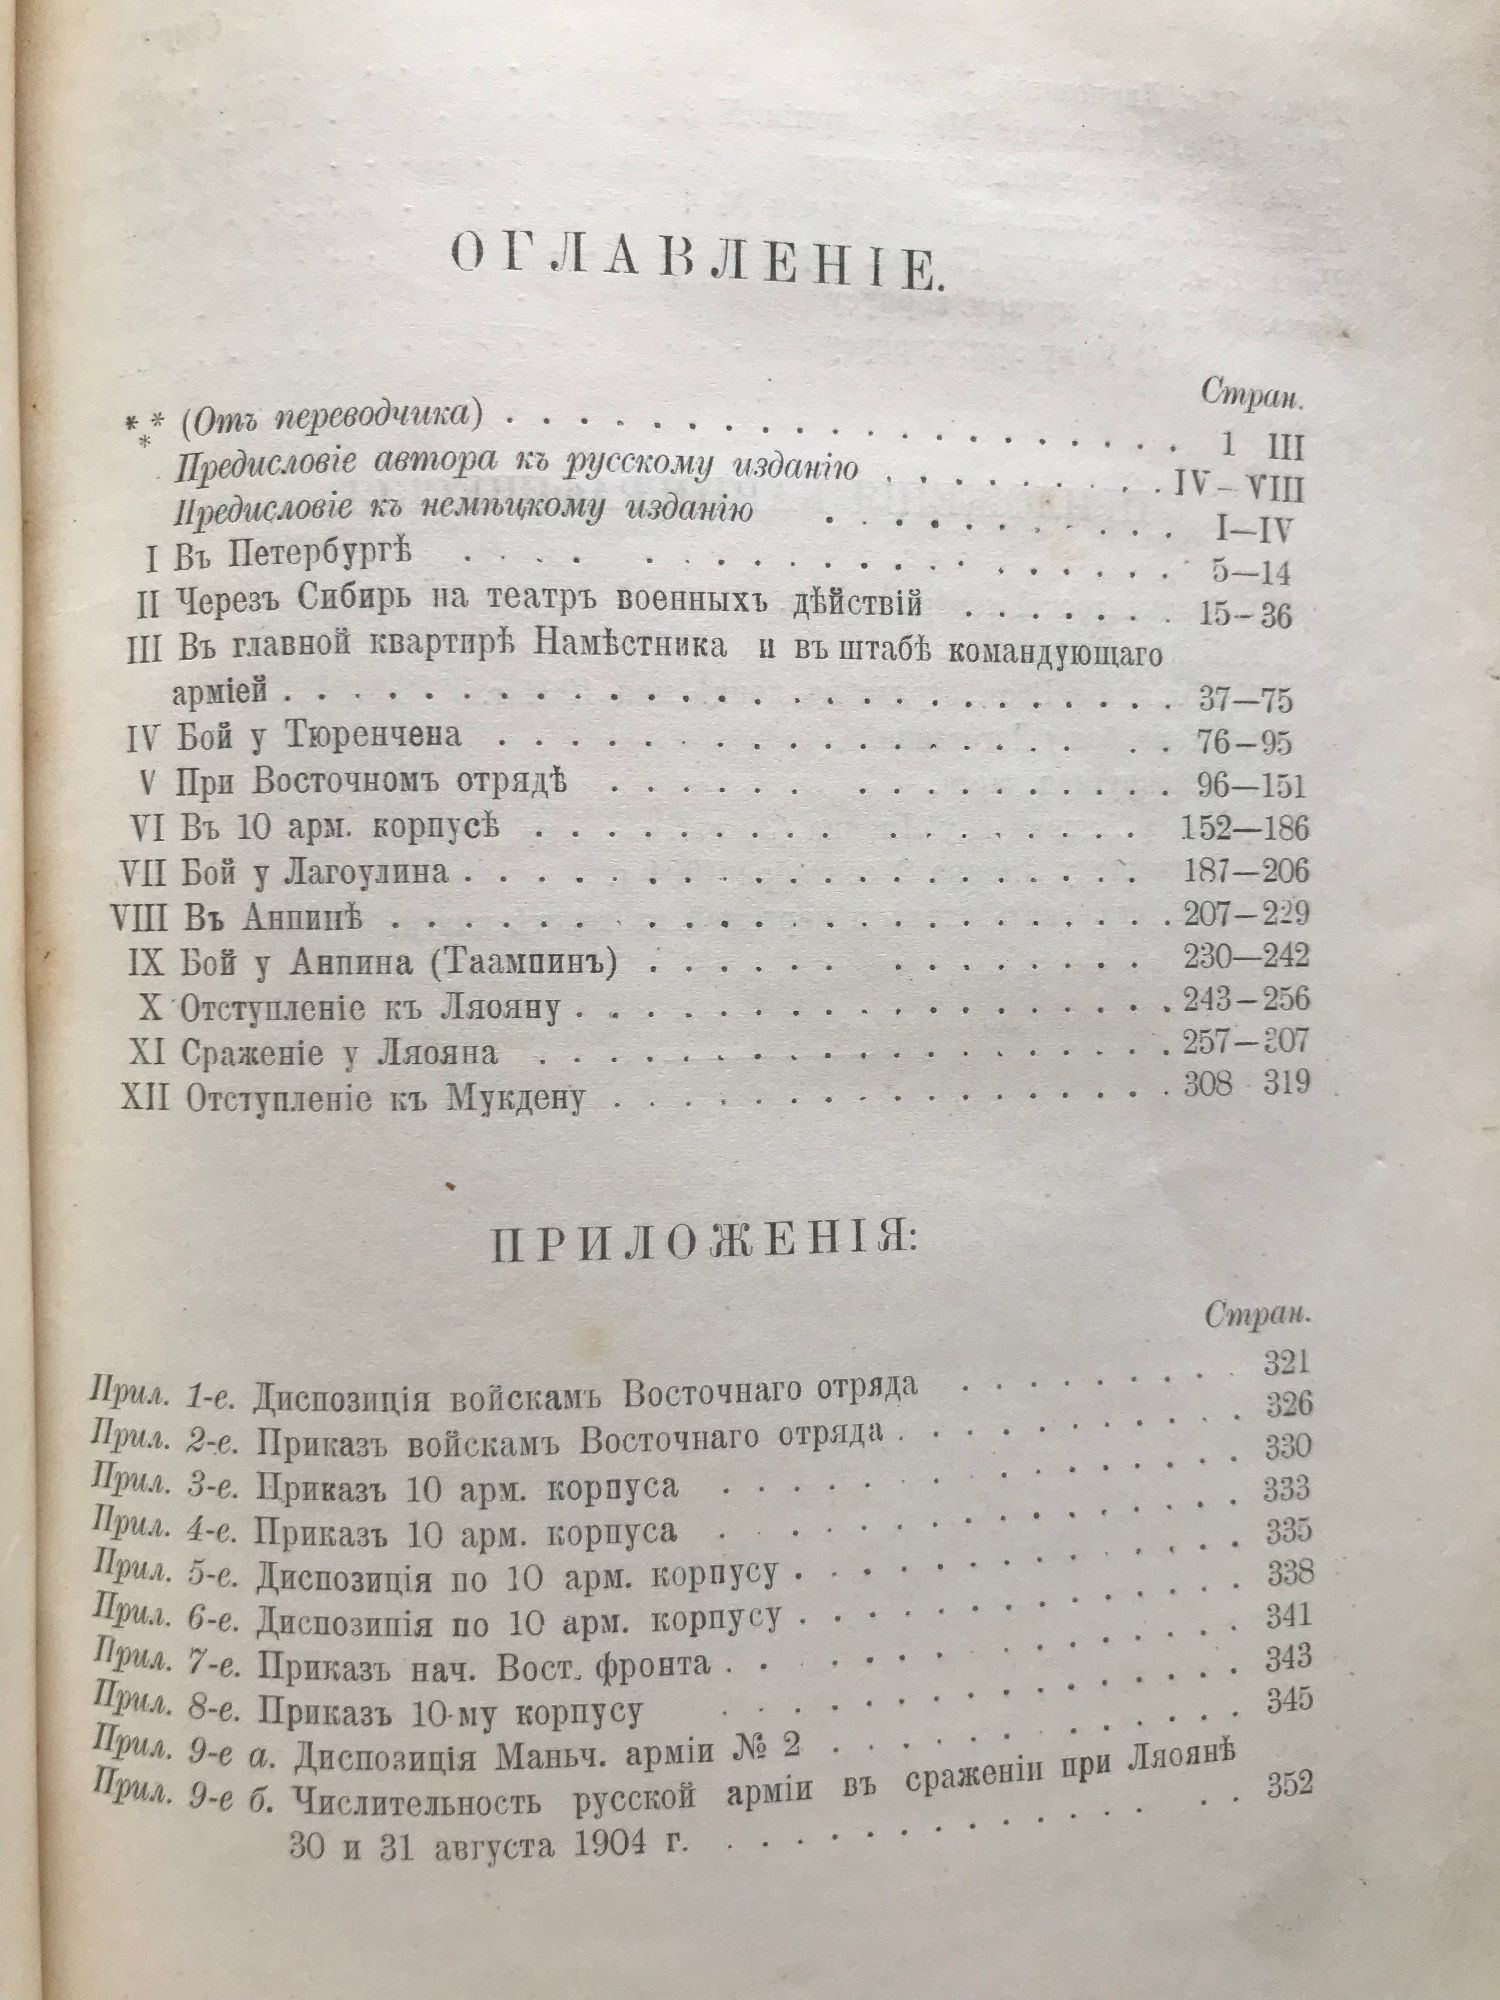 ОГЛАВЛЕНІЕ.
Стран.
*** (Отъ переводчика) . . . . . . . . . . . . . . . . . . 1 III
Предисловіе автора къ русскому изданію . . . . . . . . IV–VIII
Предисловіе къ нѣмецкому изданію . . . . . . . . . . I—IV
I Въ Петербургѣ . . . . . . . . . . . . . . . . . . 5—14
II Черезъ Сибирь на театръ военныхъ дѣйствій . . . . . . 15–36
III Въ главной квартирѣ Намѣстника и въ штабѣ командующаго
арміей . . . . . . . . . . . . . . . . . . . . . . . 37—75
IV Бой у Тюренчена . . . . . . . . . . . . . . . . . . 76–95
V При Восточномъ отрядѣ . . . . . . . . . . . . . . . 96—151
VI Въ 10 арм. корпусѣ . . . . . . . . . . . . . . . . 152—186
VII Бой у Лагоулина . . . . . . . . . . . . . . . . . . 187—206
VIII Въ Анпинѣ . . . . . . . . . . . . . . . . . . . . . 207–229
IX Бой у Анпина (Таампинъ) . . . . . . . . . . . . . 230—242
X Отступленіе къ Ляояну . . . . . . . . . . . . . . . . 243–256
XI Сраженіе у Ляояна . . . . . . . . . . . . . . . . . 257–307
XII Отступленіе къ Мукдену . . . . . . . . . . . . . . . 308 319
ПРИЛОЖЕНІЯ:
Стран.
Прил. 1-е. Диспозиція войскамъ Восточнаго отряда . . . . . . . . 321
Прил. 2-е. Приказъ войскамъ Восточнаго отряда . . . . . . . . . . 326
Прил. 3-е. Приказъ 10 арм. корпуса . . . . . . . . . . . . 330
Прил. 4-е. Приказъ 10 арм. корпуса . . . . . . . . . . . . . . 333
Прил. 5-е. Диспозиція по 10 арм. корпусу . . . . . . . . . . . . 335
Прил. 6-е. Диспозиція по 10 арм. корпусу . . . . . . . . . . . . 338
Прил. 7-е. Приказъ нач. Вост. фронта . . . . . . . . . . . . 341
Прил. 8-е. Приказъ 10-му корпусу . . . . . . . . . . . . . . 343
Прил. 9-е а. Диспозиція Маньч. арміи № 2 . . . . . . . . . . . 345
Прил. 9-е б. Числительность русской арміи въ сраженіи при Ляоянѣ
30 и 31 августа 1904 г. . . . . . . . . . . . . . . . 352